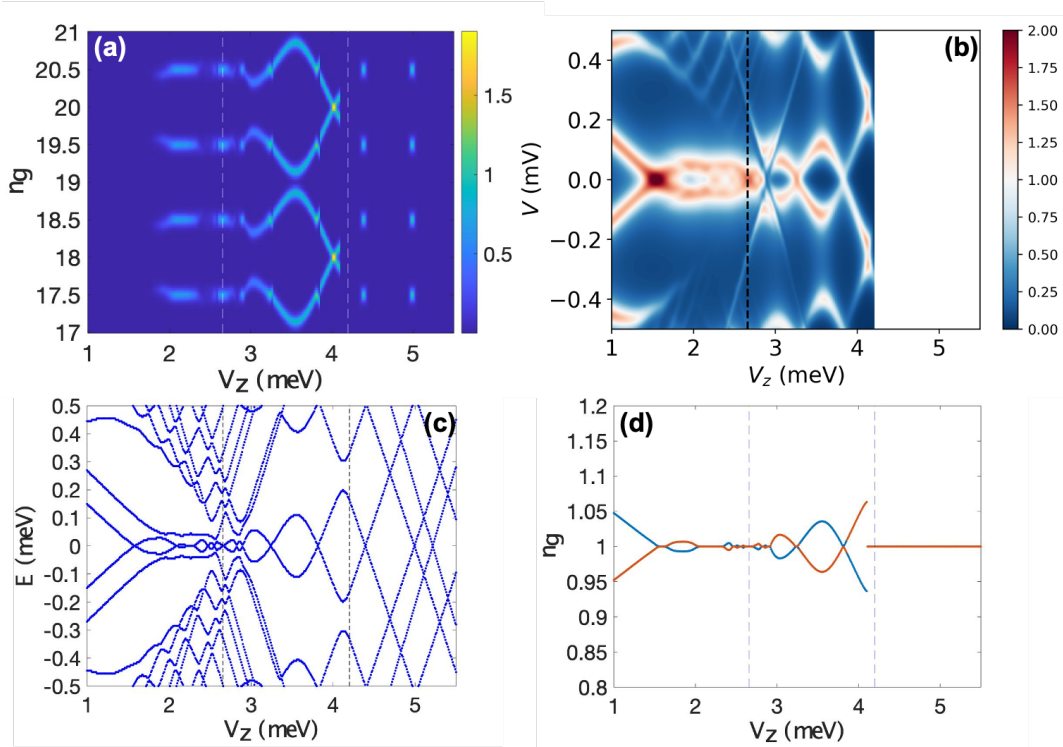 (a)
21
20.5
20
19.5
19
18.5
18
17.5
17
ng
1 2 3 4 5
VZ (meV)
1.5
1
0.5
(b)
0.4
0.2
0.0
−0.2
−0.4
V (mV)
1 2 3 4 5
Vz (meV)
2.00
1.75
1.50
1.25
1.00
0.75
0.50
0.25
0.00
(c)
0.5
0.4
0.3
0.2
0.1
0
-0.1
-0.2
-0.3
-0.4
-0.5
E (meV)
1 2 3 4 5
VZ (meV)
(d)
1.2
1.15
1.1
1.05
1
0.95
0.9
0.85
0.8
ng
1 2 3 4 5
VZ (meV)